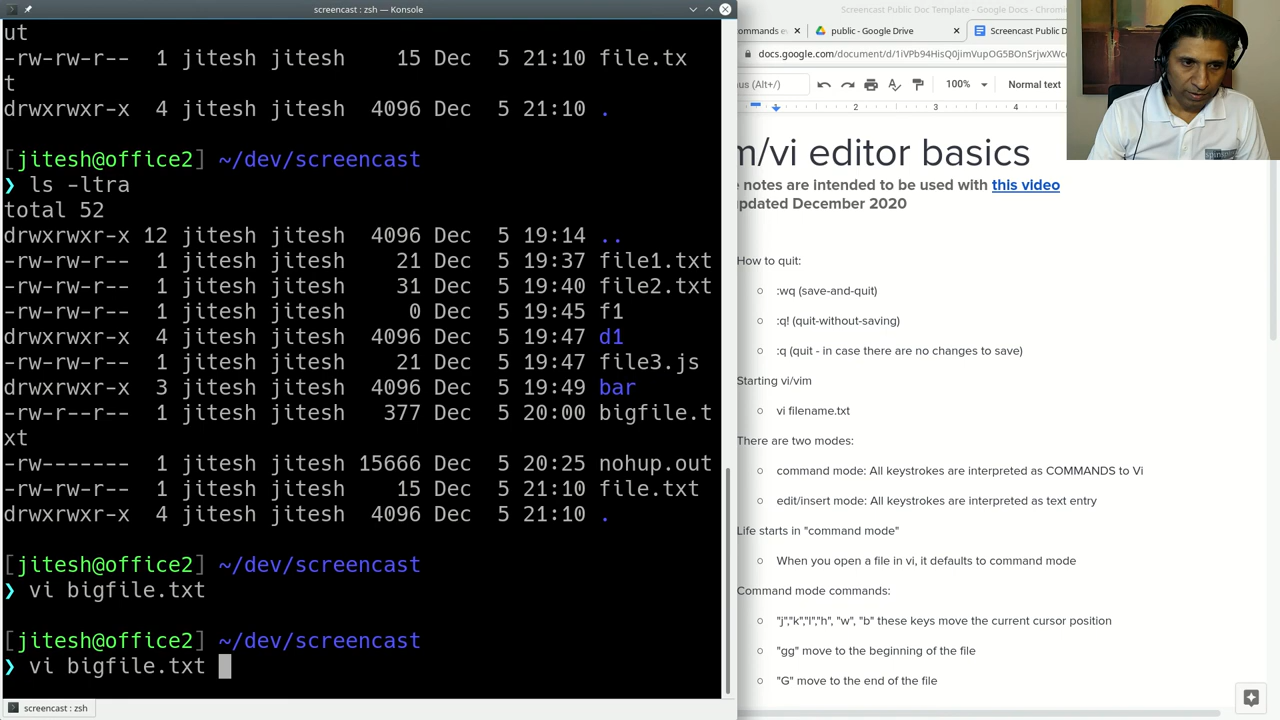 screencast : zsh — Konsole
ut
-rw-rw-r-- 1 jitesh jitesh 15 Dec 5 21:10 file.tx
t
drwxrwxr-x 4 jitesh jitesh 4096 Dec 5 21:10 .
[jitesh@office2] ~/dev/screencast
❯ ls -ltra
total 52
drwxrwxr-x 12 jitesh jitesh 4096 Dec 5 19:14 ..
-rw-rw-r-- 1 jitesh jitesh 21 Dec 5 19:37 file1.txt
-rw-rw-r-- 1 jitesh jitesh 31 Dec 5 19:40 file2.txt
-rw-rw-r-- 1 jitesh jitesh 0 Dec 5 19:45 f1
drwxrwxr-x 4 jitesh jitesh 4096 Dec 5 19:47 d1
-rw-rw-r-- 1 jitesh jitesh 21 Dec 5 19:47 file3.js
drwxrwxr-x 3 jitesh jitesh 4096 Dec 5 19:49 bar
-rw-r--r-- 1 jitesh jitesh 377 Dec 5 20:00 bigfile.t
xt
-rw------- 1 jitesh jitesh 15666 Dec 5 20:25 nohup.out
-rw-rw-r-- 1 jitesh jitesh 15 Dec 5 21:10 file.txt
drwxrwxr-x 4 jitesh jitesh 4096 Dec 5 21:10 .
[jitesh@office2] ~/dev/screencast
❯ vi bigfile.txt
[jitesh@office2] ~/dev/screencast
❯ vi bigfile.txt
screencast : zsh
Screencast Public Doc Template - Google Docs - Chromi
ommands ev × public - Google Drive × Screencast Public D
docs.google.com/document/d/1iVPb94HisQ0jimVupOG5BOnSrjwXWc
nus (Alt+/) 100% Normal text
2 3 4
m/vi editor basics
e notes are intended to be used with this video
updated December 2020
How to quit:
○ :wq (save-and-quit)
○ :q! (quit-without-saving)
○ :q (quit - in case there are no changes to save)
Starting vi/vim
○ vi filename.txt
There are two modes:
○ command mode: All keystrokes are interpreted as COMMANDS to Vi
○ edit/insert mode: All keystrokes are interpreted as text entry
Life starts in "command mode"
○ When you open a file in vi, it defaults to command mode
Command mode commands:
○ "j","k","l","h", "w", "b" these keys move the current cursor position
○ "gg" move to the beginning of the file
○ "G" move to the end of the file